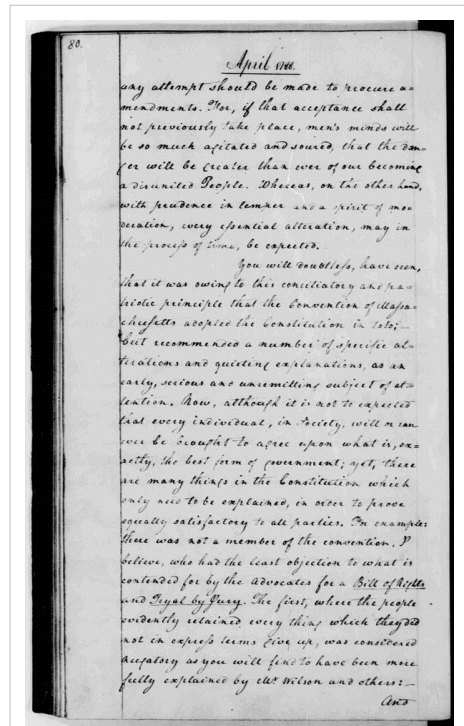 80.
April 1788.
any attempt should be made to procure a=
mendments. For, if that acceptance shall
not previously take place, men's minds will
be so much agitated and soured, that the dan=
ger will be greater than ever of our becoming
a disunited People. Whereas, on the other hand,
with prudence in temper and a spirit of mo=
deration, every essential alteration, may in
the process of time, be expected.
You will doubtless, have seen,
that it was owing to this conciliatory and pa=
triotic principle that the Convention of Massa=
chusetts adopted the Constitution in toto;—
but recommended a number of specific al=
terations and quieting explanations, as an
early, serious and unremitting subject of at=
tention. Now, although it is not to expected
that every individual, in Society, will or can
ever be brought to agree upon what is, ex=
actly, the best form of government; yet, there
are many things in the Constitution which
only need to be explained, in order to prove
equally satisfactory to all parties. For example:
there was not a member of the convention, I
believe, who had the least objection to what is
contended for by the advocates for a Bill of Rights
and Tryal by Jury. The first, where the people
evidently retained every thing which they did
not in express terms give up, was considered
nugatory as you will find to have been more
fully explained by Mr. Wilson and others:—
And